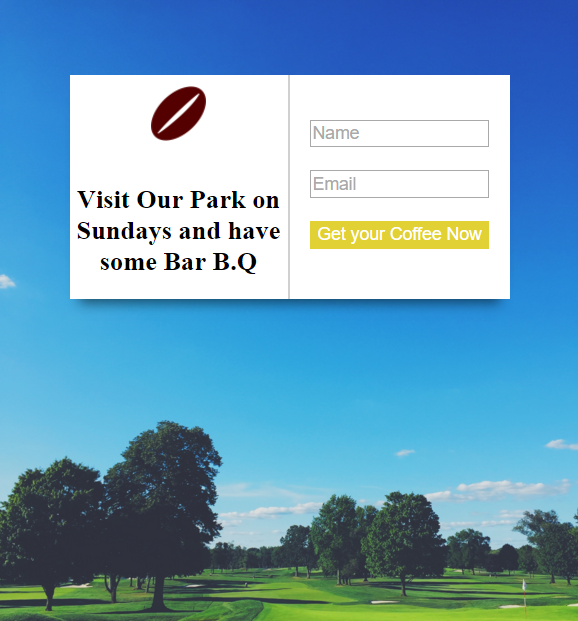 Visit Our Park on
Sundays and have
some Bar B.Q
Name
Email
Get your Coffee Now